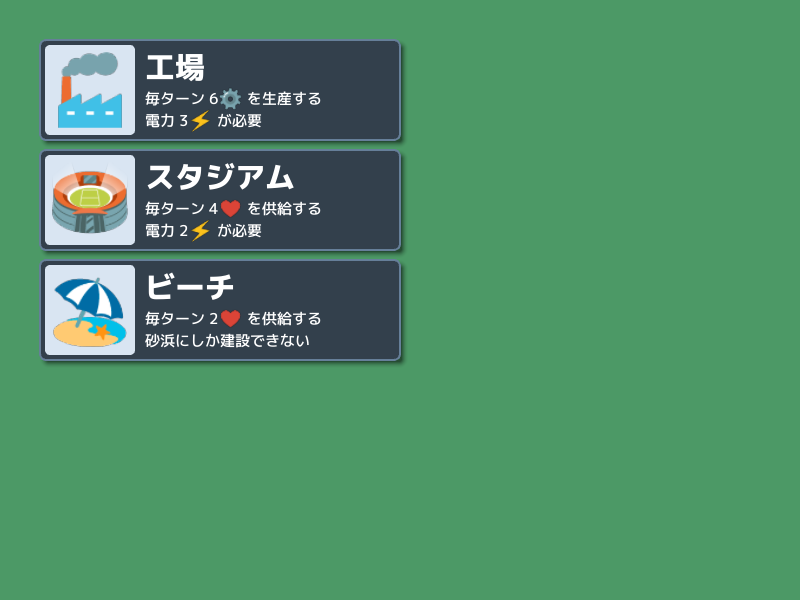 工場
毎ターン 6⚙️ を生産する
電力 3⚡ が必要
スタジアム
毎ターン 4❤️ を供給する
電力 2⚡ が必要
ビーチ
毎ターン 2❤️ を供給する
砂浜にしか建設できない